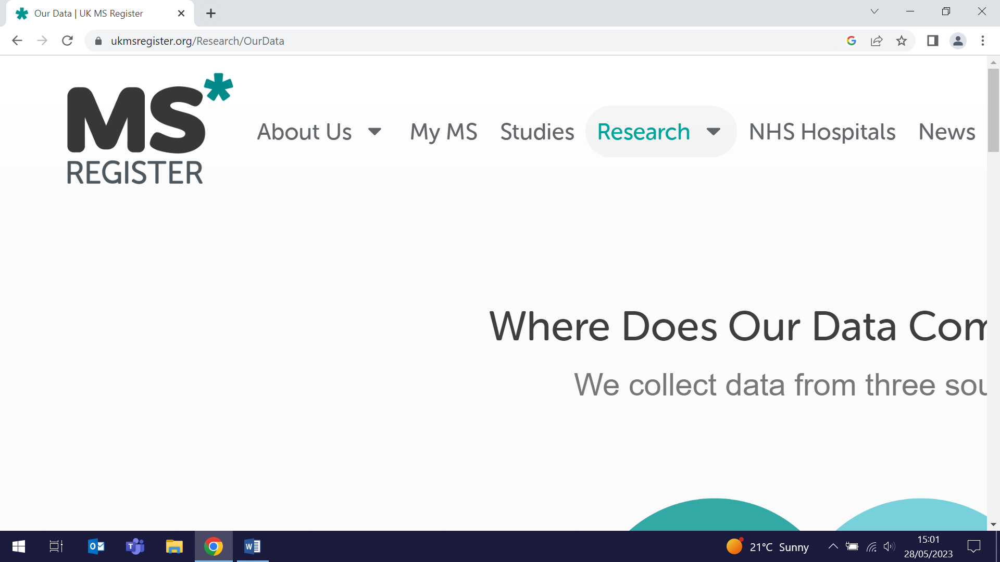 Our Data | UK MS Register
ukmsregister.org/Research/OurData
MS
REGISTER
About Us
My MS
Studies
Research
NHS Hospitals
News
Where Does Our Data Com
We collect data from three sou
21°C Sunny
15:01
28/05/2023